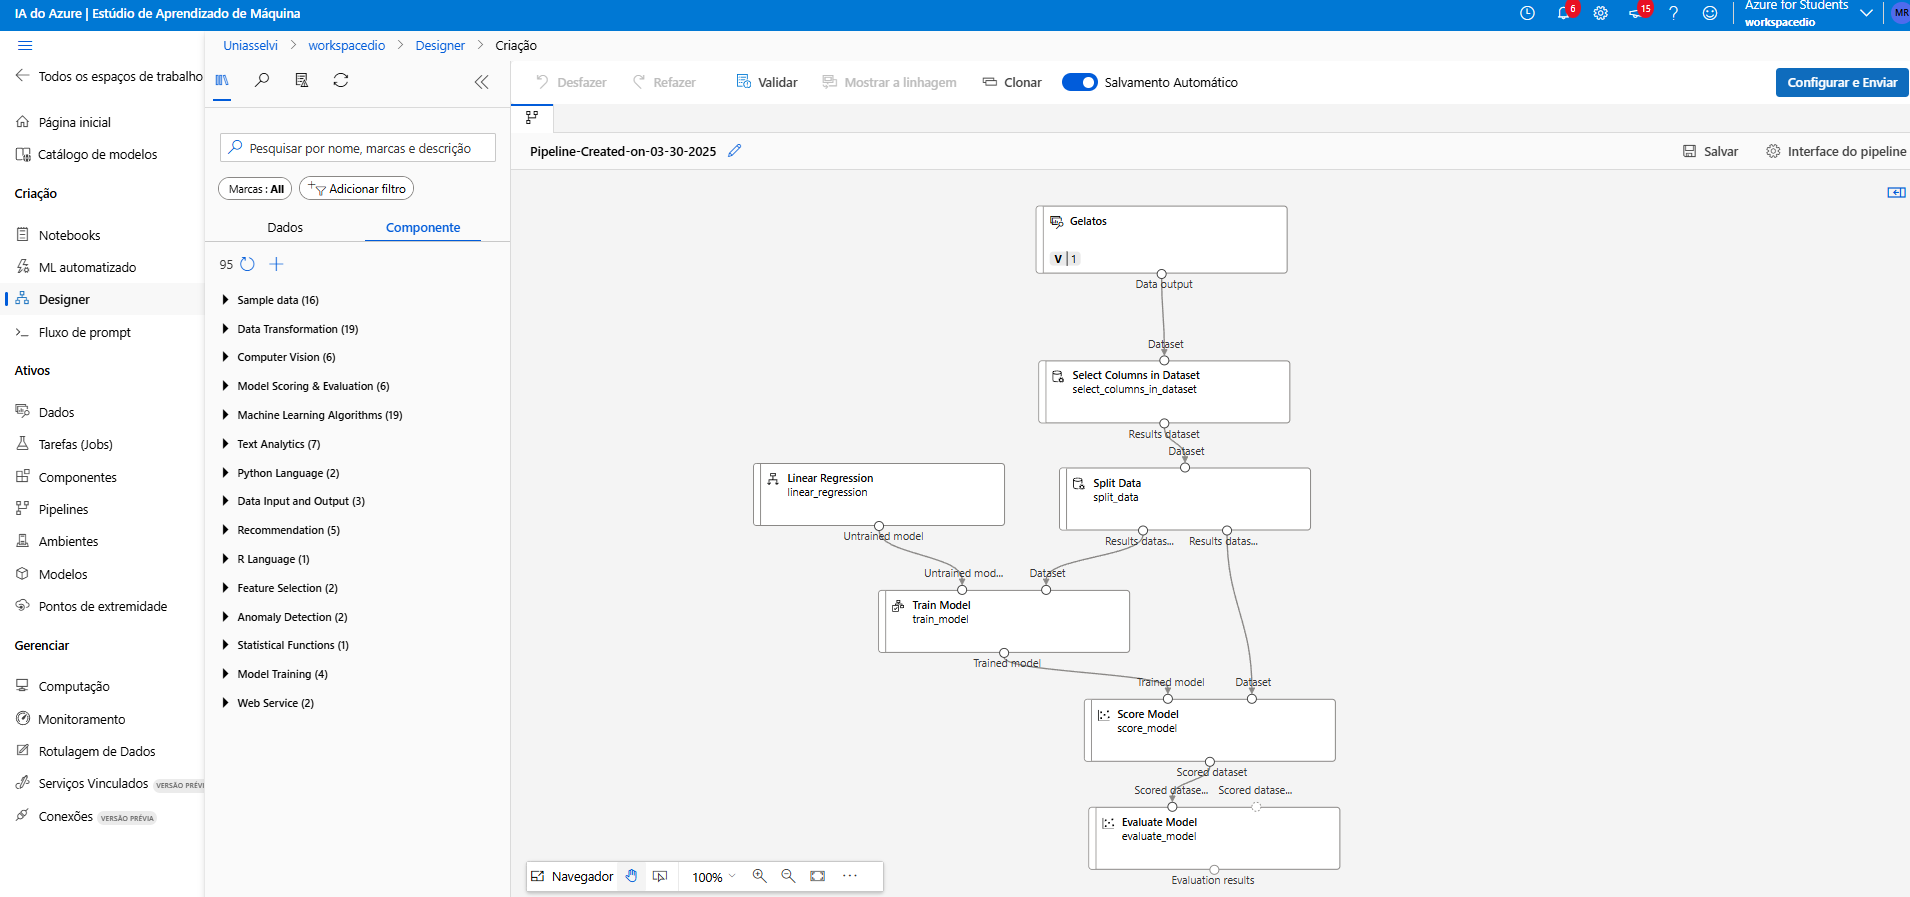 IA do Azure | Estúdio de Aprendizado de Máquina
6
15
?
Azure for Students
workspacedio
MR
Uniasselvi > workspacedio > Designer > Criação
Todos os espaços de trabalho
Página inicial
Catálogo de modelos
Criação
Notebooks
ML automatizado
Designer
Fluxo de prompt
Ativos
Dados
Tarefas (Jobs)
Componentes
Pipelines
Ambientes
Modelos
Pontos de extremidade
Gerenciar
Computação
Monitoramento
Rotulagem de Dados
Serviços Vinculados VERSÃO PRÉVI
Conexões VERSÃO PRÉVIA
Pesquisar por nome, marcas e descrição
Marcas : All
Adicionar filtro
Dados
Componente
95
Sample data (16)
Data Transformation (19)
Computer Vision (6)
Model Scoring & Evaluation (6)
Machine Learning Algorithms (19)
Text Analytics (7)
Python Language (2)
Data Input and Output (3)
Recommendation (5)
R Language (1)
Feature Selection (2)
Anomaly Detection (2)
Statistical Functions (1)
Model Training (4)
Web Service (2)
Desfazer
Refazer
Validar
Mostrar a linhagem
Clonar
Salvamento Automático
Configurar e Enviar
Pipeline-Created-on-03-30-2025
Salvar
Interface do pipeline
Gelatos
V | 1
Data output
Dataset
Select Columns in Dataset
select_columns_in_dataset
Results dataset
Dataset
Linear Regression
linear_regression
Untrained model
Split Data
split_data
Results datas...
Results datas...
Untrained mod...
Dataset
Train Model
train_model
Trained model
Trained model
Dataset
Score Model
score_model
Scored dataset
Scored datase...
Scored datase...
Evaluate Model
evaluate_model
Evaluation results
Navegador
100%